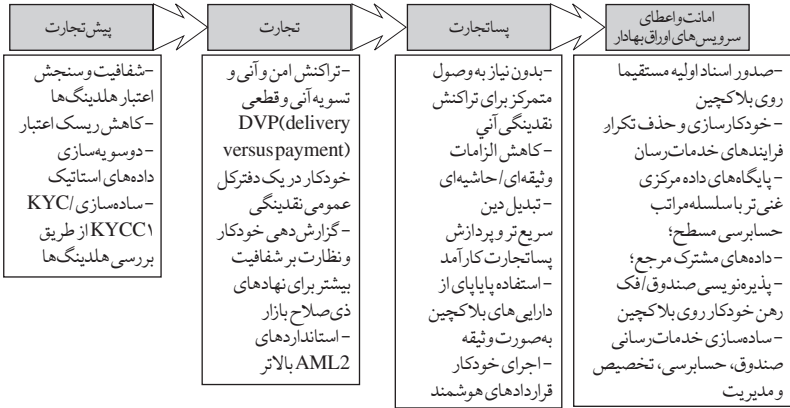 پیش‌تجارت
-شفافیت و سنجش
اعتبار هلدینگ‌ها
-کاهش ریسک اعتبار
-دوسویه‌سازی
داده‌های استاتیک
-ساده‌سازی/KYC
KYCC۱ از طریق
بررسی هلدینگ‌ها
تجارت
-تراکنش امن و آنی و
تسویه آنی و قطعی
DVP(delivery
versus payment)
خودکار در یک دفتر کل
عمومی نقدینگی
-گزارش‌دهی خودکار
و نظارت بر شفافیت
بیشتر برای نهادهای
ذی‌صلاح بازار
-استانداردهای
AML2 بالاتر
پساتجارت
-بدون نیاز به وصول
متمرکز برای تراکنش
نقدینگی آني
-کاهش الزامات
وثیقه‌ای/حاشیه‌ای
-تبدیل دین
سریع‌تر و پردازش
پساتجارت کارآمد
-استفاده پایاپای از
دارایی‌های بلاکچین
به‌صورت وثیقه
-اجرای خودکار
قراردادهای هوشمند
امانت و اعطای
سرویس‌های اوراق بهادار
-صدور اسناد اولیه مستقیما
روی بلاکچین
-خودکارسازی و حذف تکرار
فرایندهای خدمات‌رسان
-پایگاه‌های داده مرکزی
غنی‌تر با سلسله‌مراتب
حسابرسی مسطح؛
داده‌های مشترک مرجع؛
-پذیره‌نویسی صندوق/فک
رهن خودکار روی بلاکچین
-ساده‌سازی خدمات‌رسانی
صندوق، حسابرسی، تخصیص
و مدیریت